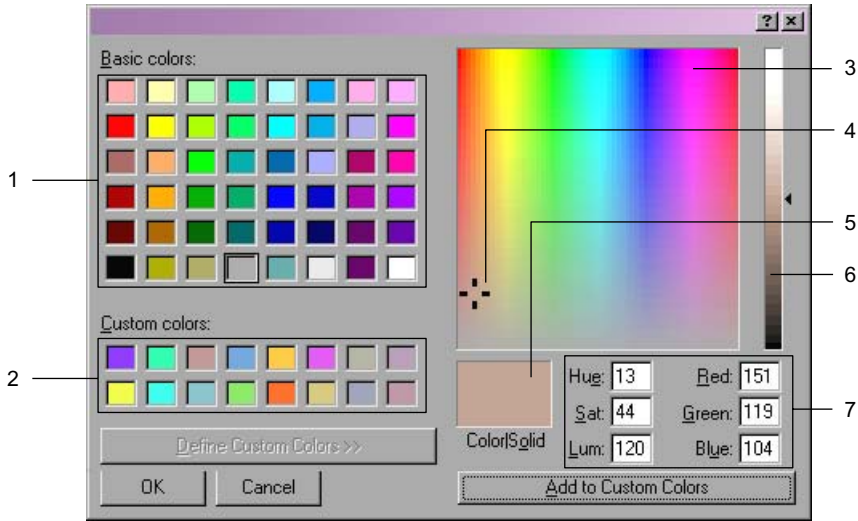 ? ×
Basic colors:
3
4
1
5
6
Custom colors:
2
Hue: 13 Red: 151
Sat: 44 Green: 119
7
Color|Solid
Lum: 120 Blue: 104
Define Custom Colors >>
OK Cancel Add to Custom Colors